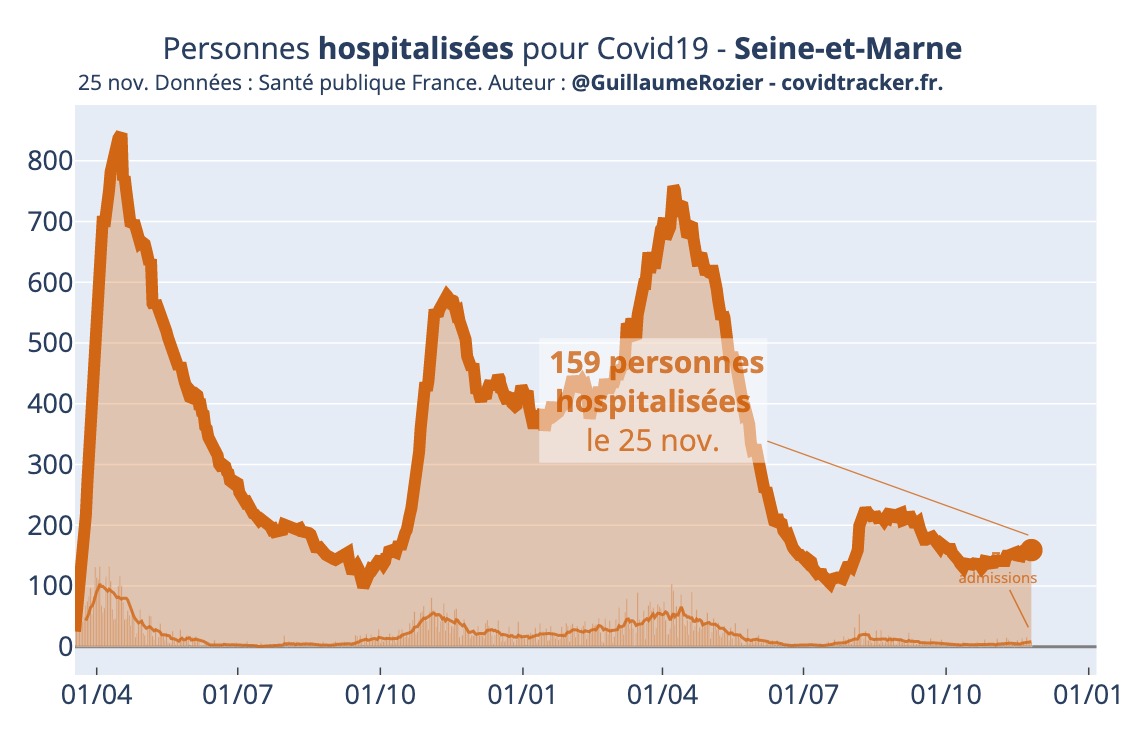 Personnes hospitalisées pour Covid19 - Seine-et-Marne
25 nov. Données : Santé publique France. Auteur : @GuillaumeRozier - covidtracker.fr.
800
700
600
500
400
300
200
100
0
159 personnes
hospitalisées
le 25 nov.
admissions
01/04
01/07
01/10
01/01
01/04
01/07
01/10
01/01